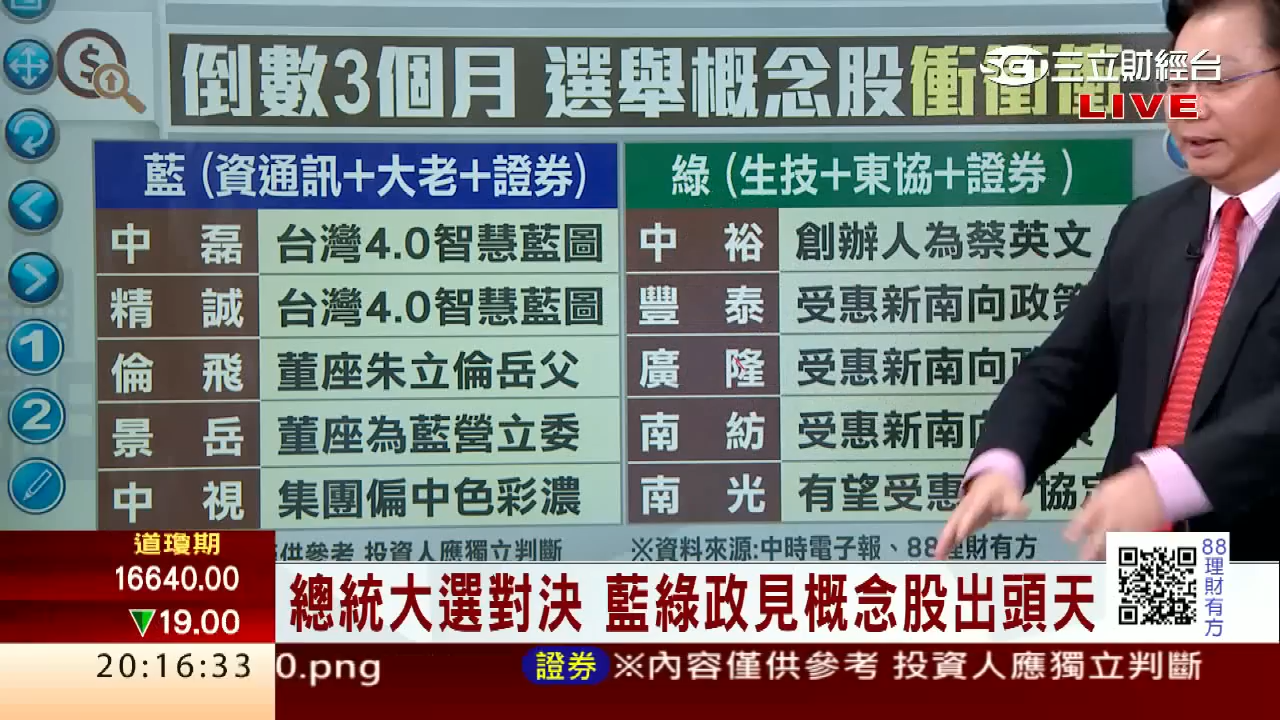 倒數3個月 選舉概念股衝衝衝
三立財經台
LIVE
藍(資通訊+大老+證券)
中磊 台灣4.0智慧藍圖
精誠 台灣4.0智慧藍圖
倫飛 董座朱立倫岳父
景岳 董座為藍營立委
中視 集團偏中色彩濃
綠(生技+東協+證券)
中裕 創辦人為蔡英文
豐泰 受惠新南向政策
廣隆 受惠新南向
南紡 受惠新南向
南光 有望受惠 協定
1
2
供參考 投資人應獨立判斷
※資料來源:中時電子報、88理財有方
道瓊期
16640.00
▼19.00
總統大選對決 藍綠政見概念股出頭天
88理財有方
20:16:33
0.png
證券 ※內容僅供參考 投資人應獨立判斷